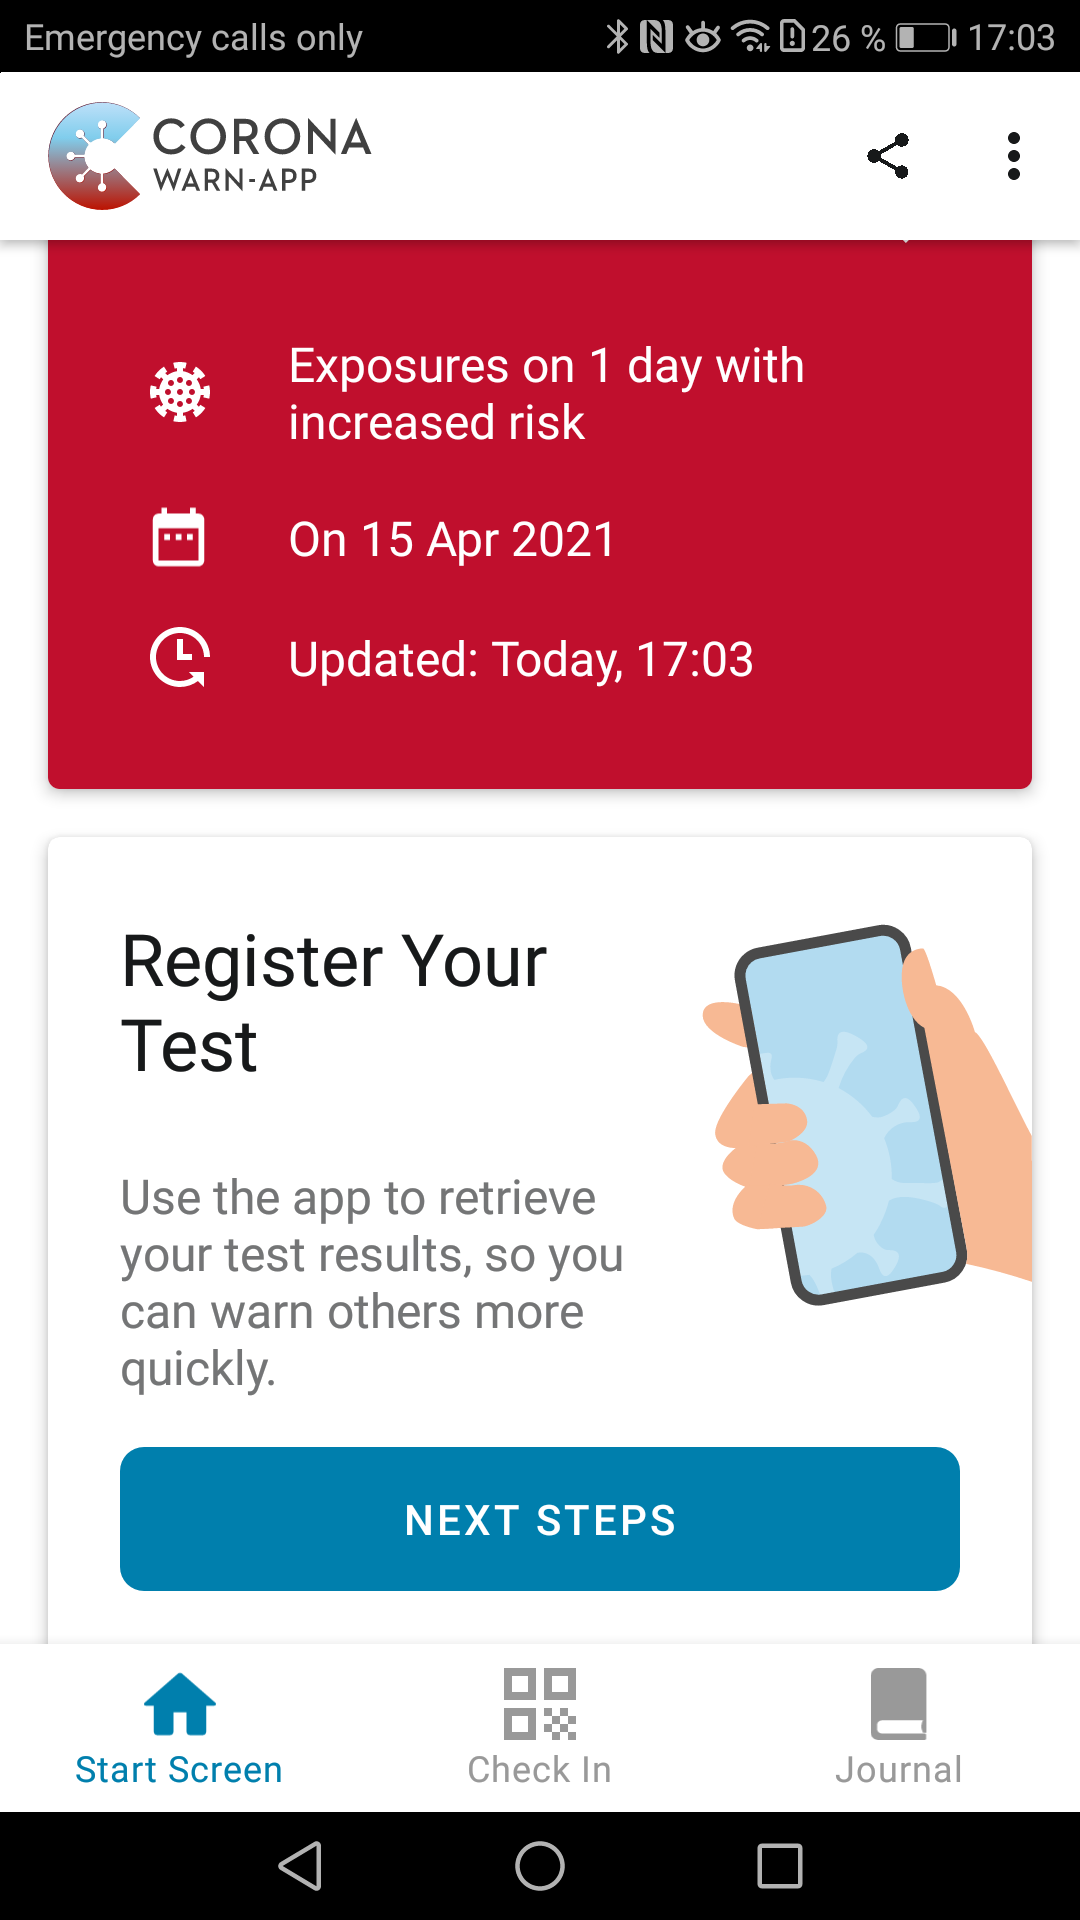 Emergency calls only 26 % 17:03
CORONA
WARN-APP
Exposures on 1 day with
increased risk
On 15 Apr 2021
Updated: Today, 17:03
Register Your
Test
Use the app to retrieve
your test results, so you
can warn others more
quickly.
NEXT STEPS
Start Screen Check In Journal